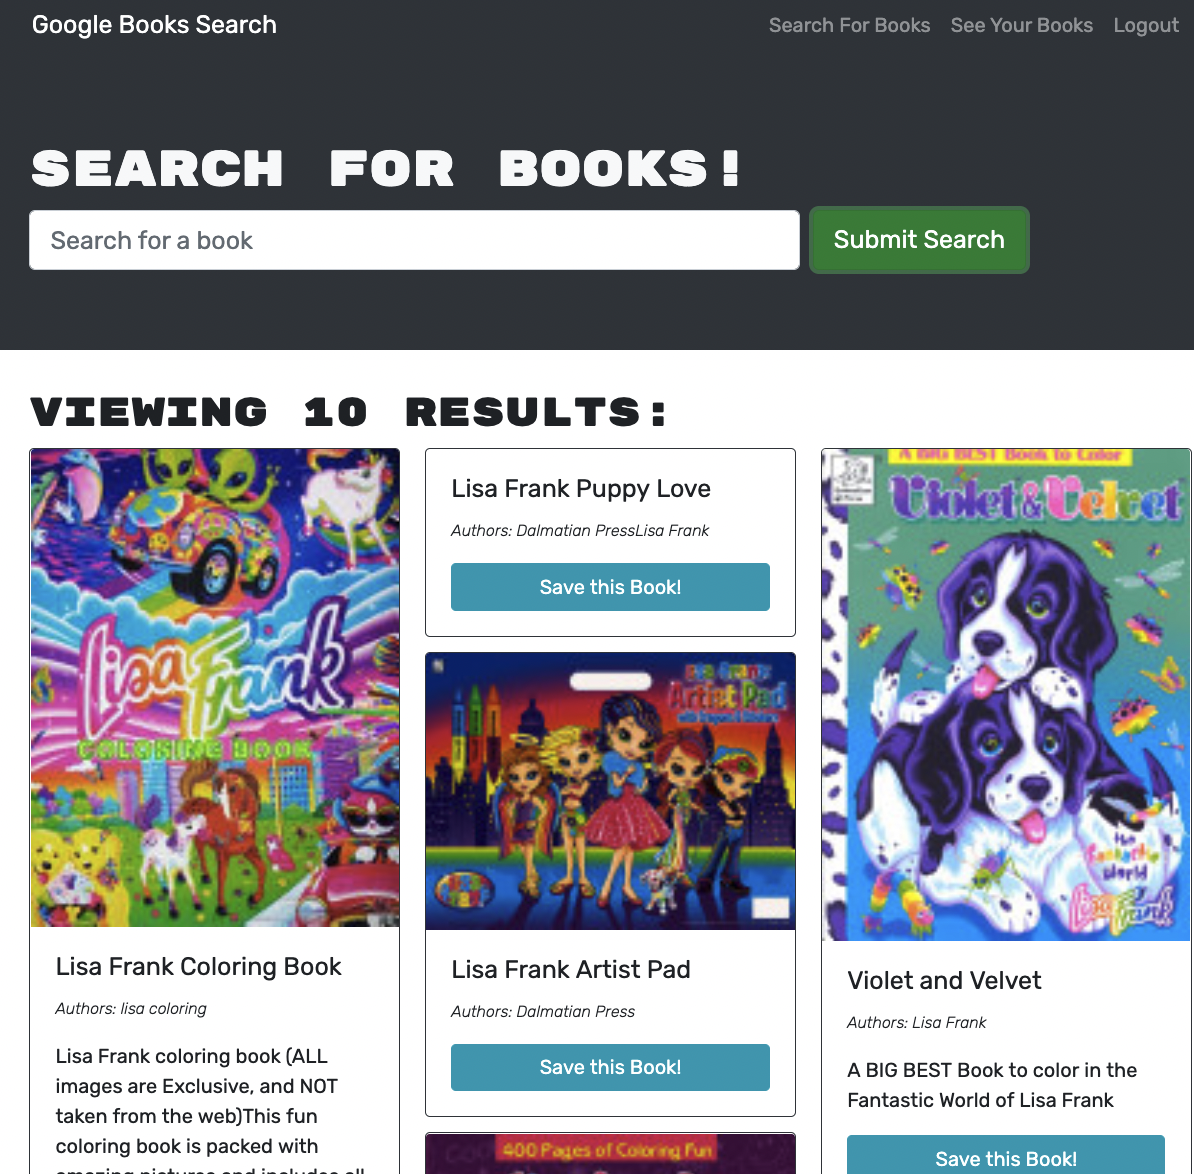 Google Books Search
Search For Books
See Your Books
Logout
SEARCH FOR BOOKS!
Search for a book
Submit Search
VIEWING 10 RESULTS:
Lisa Frank
COLORING BOOK
Lisa Frank Coloring Book
Authors: lisa coloring
Lisa Frank coloring book (ALL
images are Exclusive, and NOT
taken from the web)This fun
coloring book is packed with
amazing pictures and includes all
Lisa Frank Puppy Love
Authors: Dalmatian PressLisa Frank
Save this Book!
Artist Pad
Lisa Frank Artist Pad
Authors: Dalmatian Press
Save this Book!
400 Pages of Coloring Fun
A BIG BEST Book to Color
Violet & Velvet
the
fantastic
world
Lisa Frank
Violet and Velvet
Authors: Lisa Frank
A BIG BEST Book to color in the
Fantastic World of Lisa Frank
Save this Book!